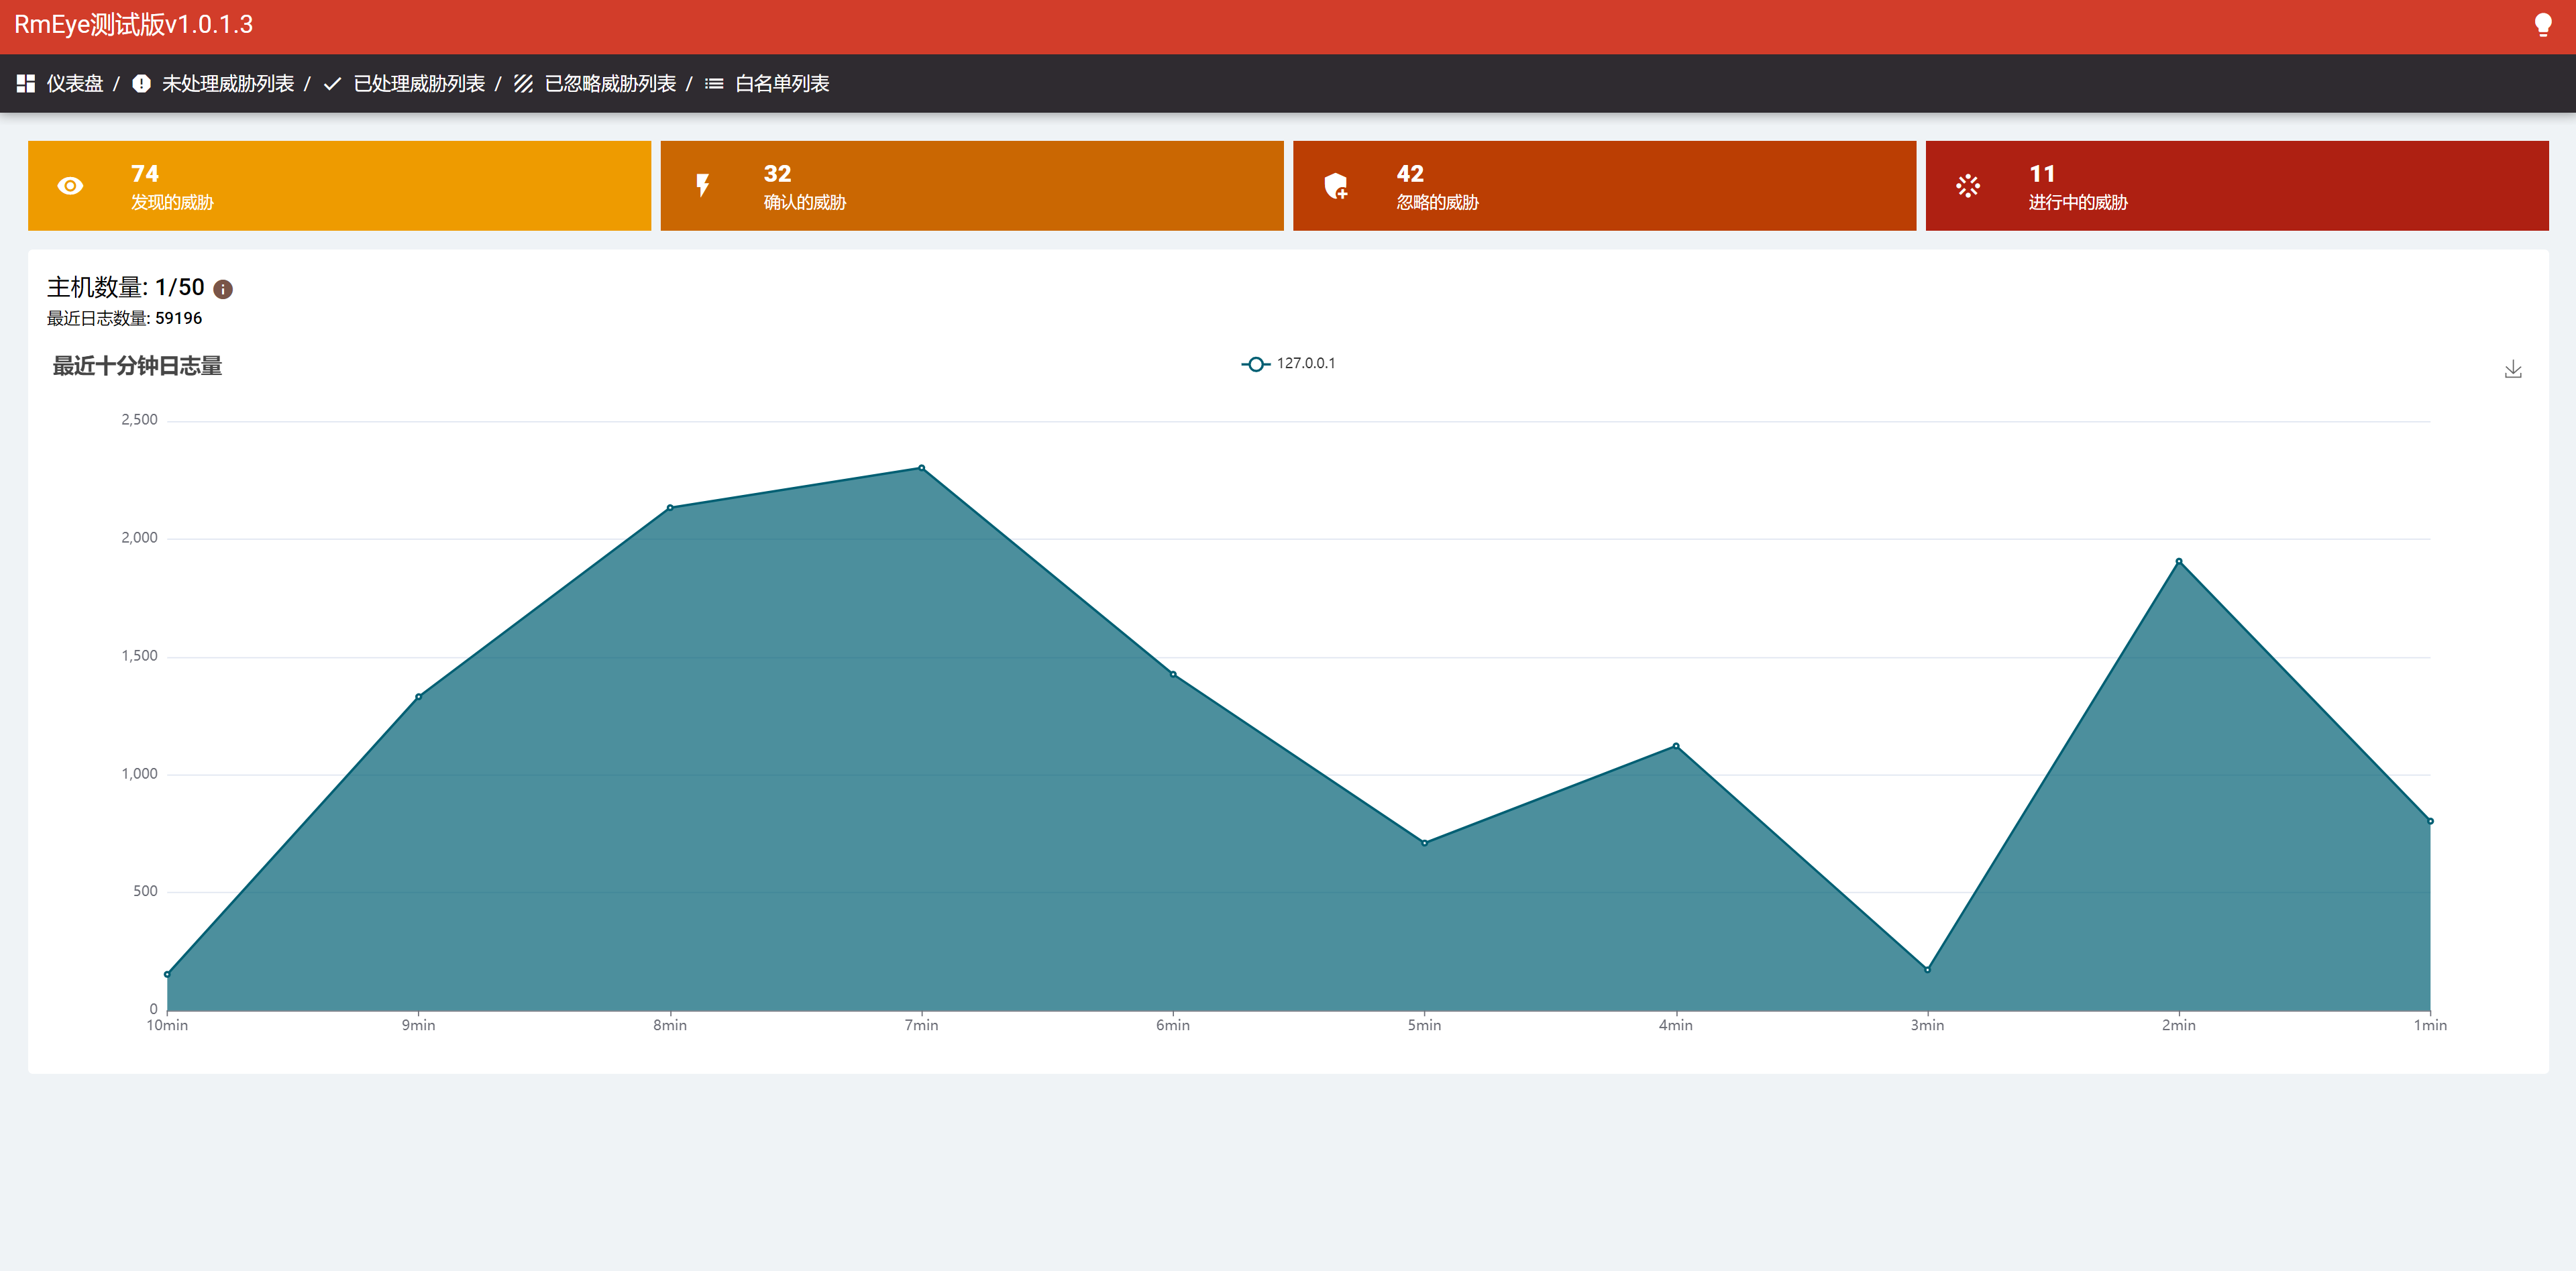 RmEye测试版v1.0.1.3
仪表盘 / 未处理威胁列表 / 已处理威胁列表 / 已忽略威胁列表 / 白名单列表
74
发现的威胁
32
确认的威胁
42
忽略的威胁
11
进行中的威胁
主机数量: 1/50
最近日志数量: 59196
最近十分钟日志量
127.0.0.1
2,500
2,000
1,500
1,000
500
0
10min 9min 8min 7min 6min 5min 4min 3min 2min 1min